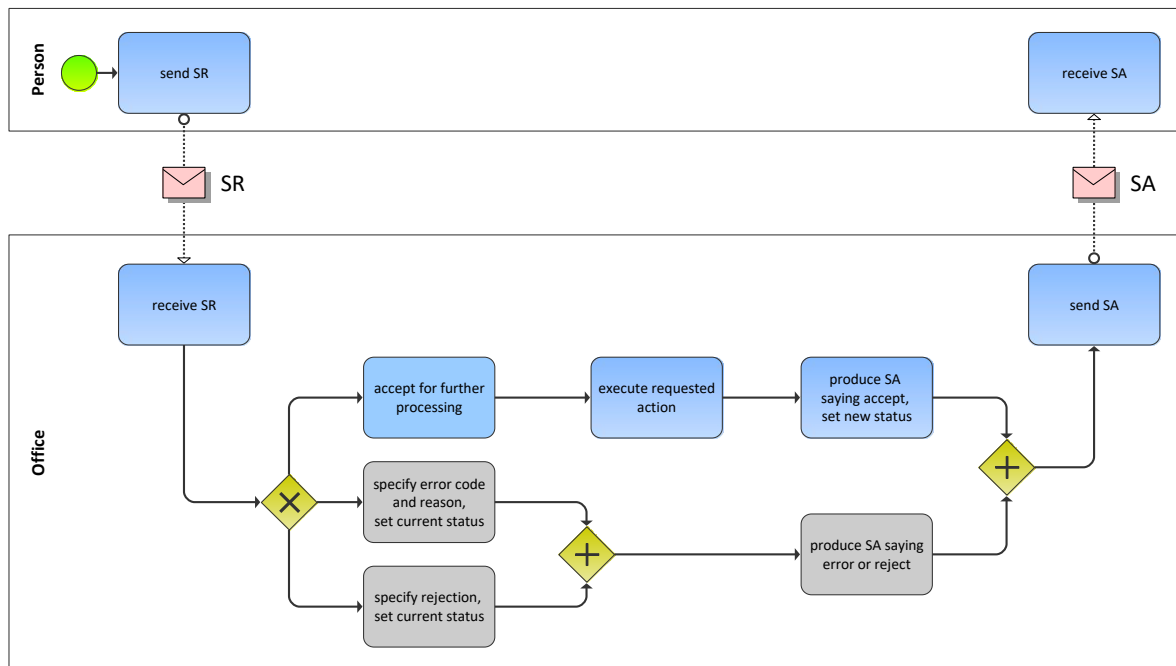 Person
send SR
receive SA
SR
SA
Office
receive SR
send SA
accept for further
processing
execute requested
action
produce SA
saying accept,
set new status
specify error code
and reason,
set current status
produce SA saying
error or reject
specify rejection,
set current status